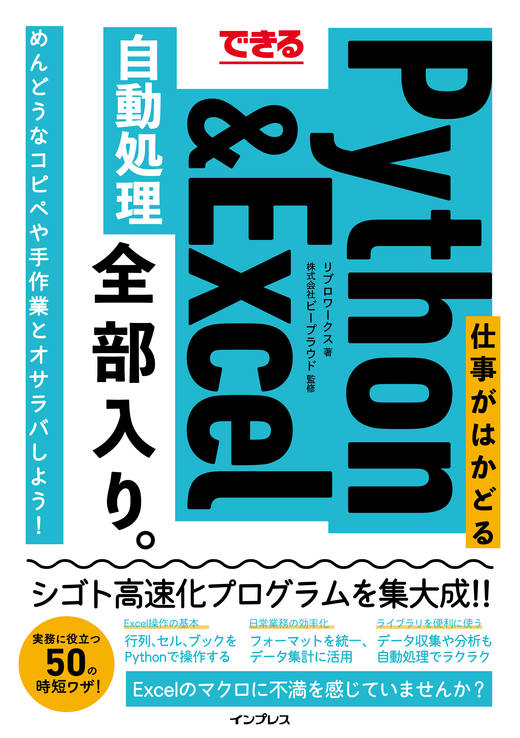 できる
仕事がはかどる
Python
&Excel
自動処理
全部入り。
リブロワークス 著
株式会社ビープラウド 監修
めんどうなコピペや手作業とオサラバしよう!
シゴト高速化プログラムを集大成!!
実務に役立つ
50の
時短ワザ!
Excel操作の基本
行列、セル、ブックを
Pythonで操作する
日常業務の効率化
フォーマットを統一、
データ集計に活用
ライブラリを便利に使う
データ収集や分析も
自動処理でラクラク
Excelのマクロに不満を感じていませんか?
インプレス